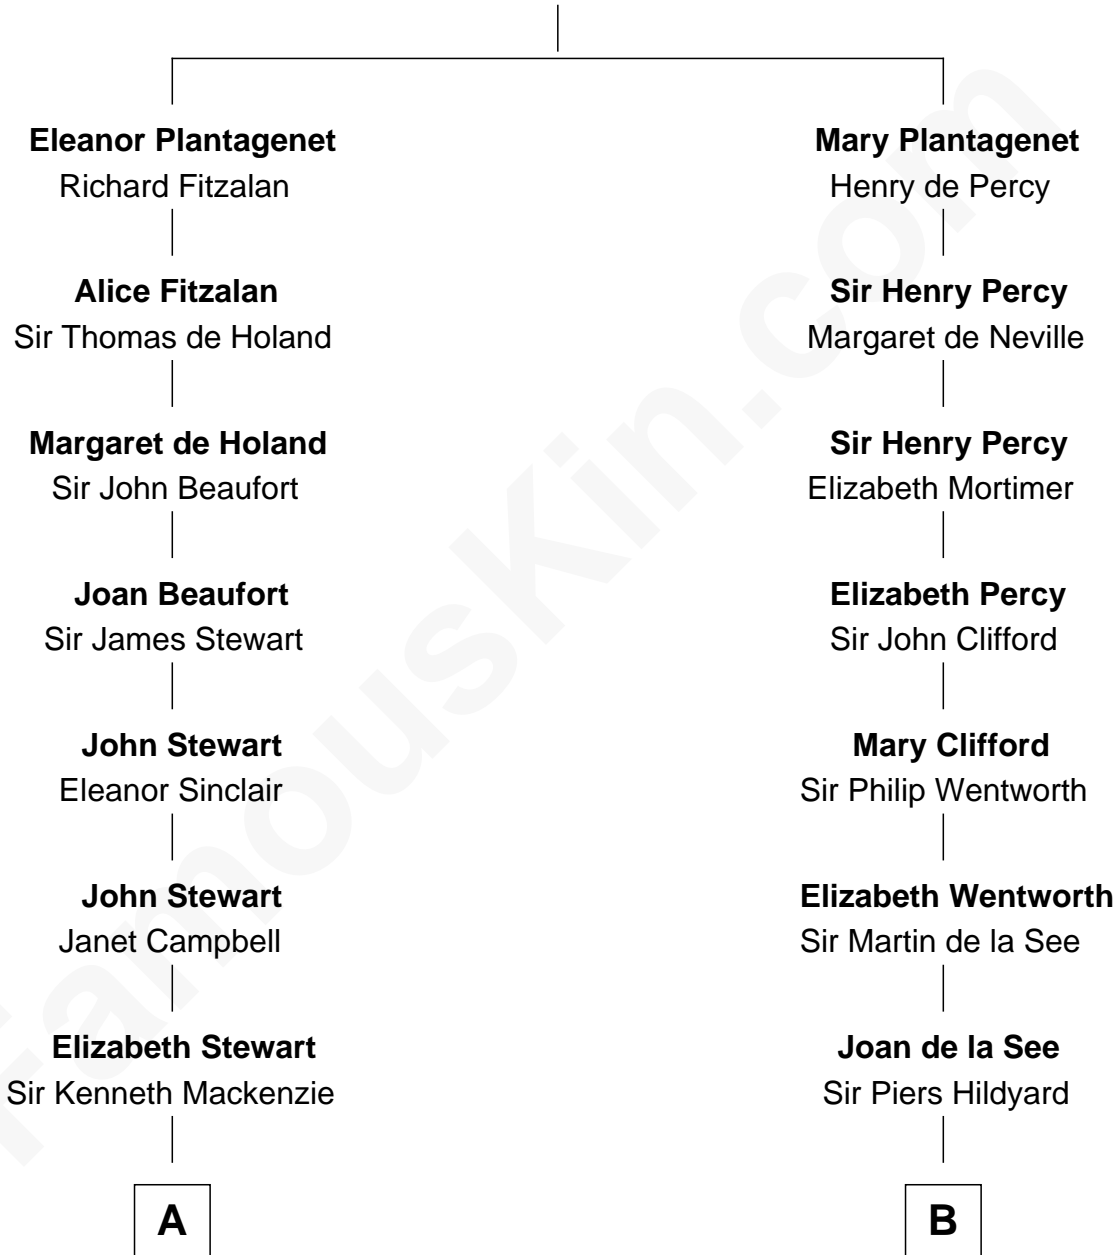 Eleanor Plantagenet
Richard Fitzalan
Alice Fitzalan
Sir Thomas de Holand
Margaret de Holand
Sir John Beaufort
Joan Beaufort
Sir James Stewart
John Stewart
Eleanor Sinclair
John Stewart
Janet Campbell
Elizabeth Stewart
Sir Kenneth Mackenzie
A
Mary Plantagenet
Henry de Percy
Sir Henry Percy
Margaret de Neville
Sir Henry Percy
Elizabeth Mortimer
Elizabeth Percy
Sir John Clifford
Mary Clifford
Sir Philip Wentworth
Elizabeth Wentworth
Sir Martin de la See
Joan de la See
Sir Piers Hildyard
B
FamousKin.com